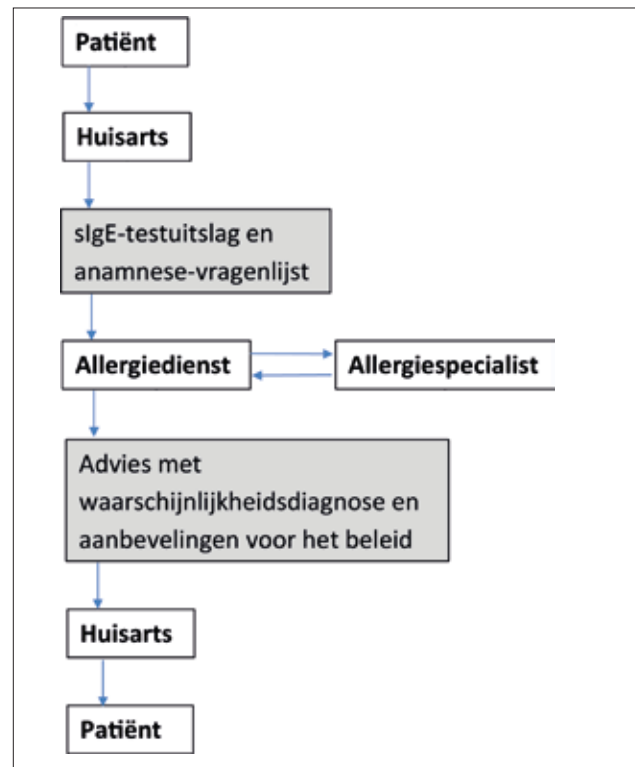 Patiënt
Huisarts
sIgE-testuitslag en
anamnese-vragenlijst
Allergiedienst
Allergiespecialist
Advies met
waarschijnlijkheidsdiagnose en
aanbevelingen voor het beleid
Huisarts
Patiënt